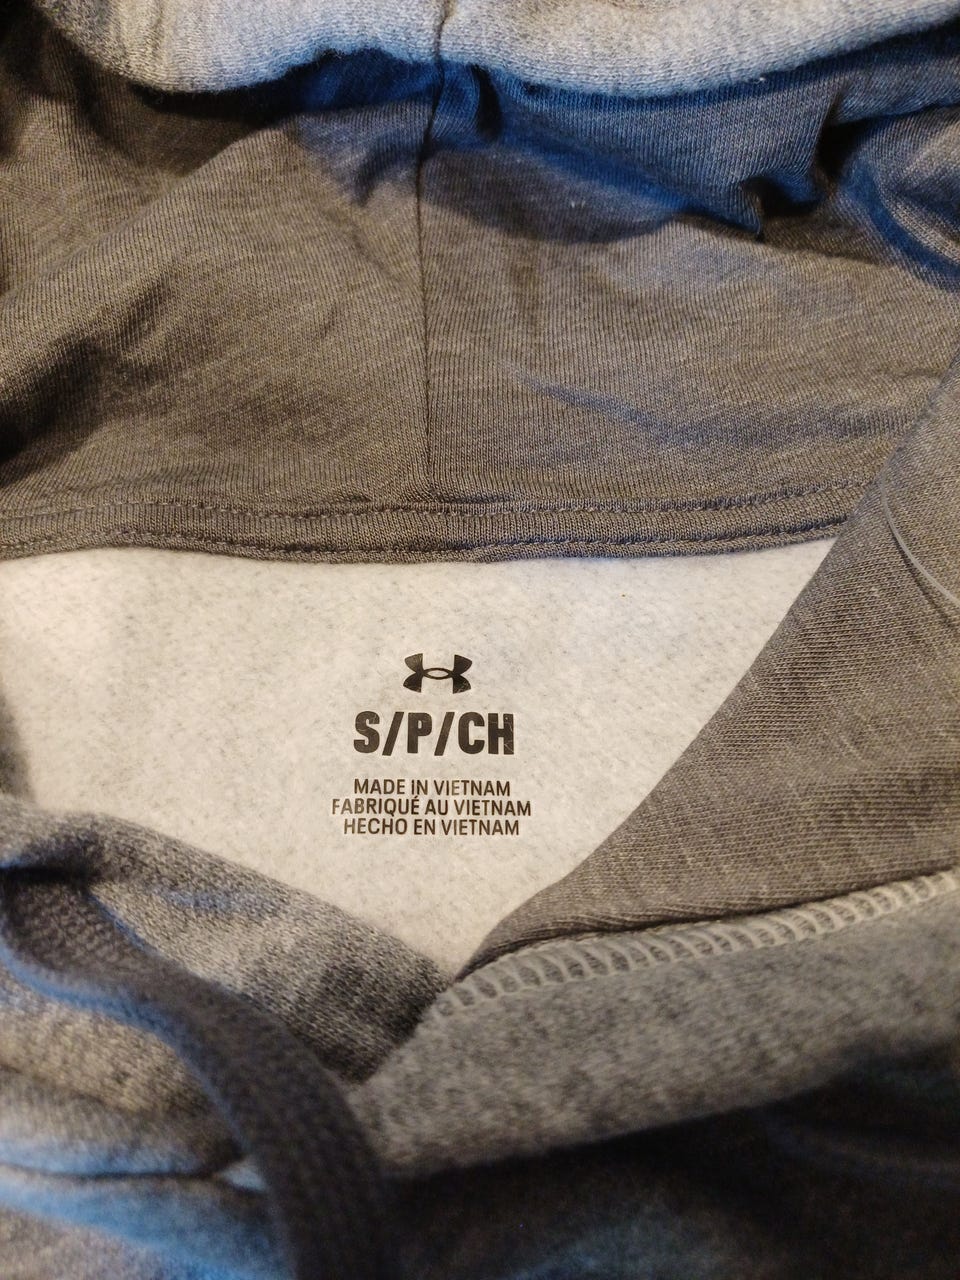 S/P/CH
MADE IN VIETNAM
FABRIQUÉ AU VIETNAM
HECHO EN VIETNAM